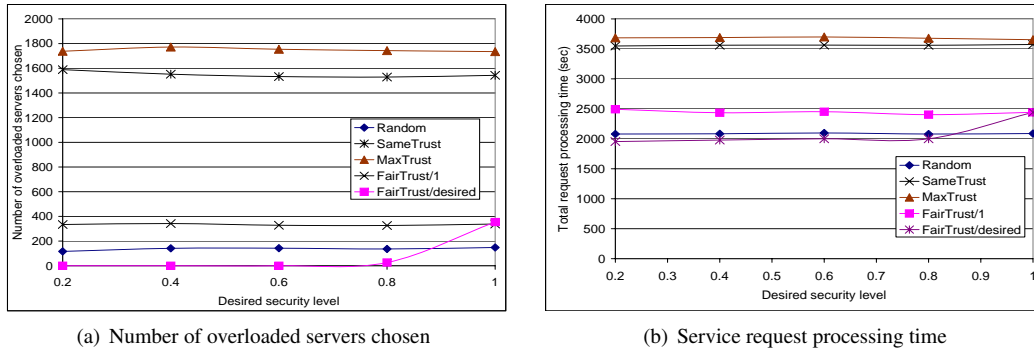 2000
1800
1600
1400
1200
1000
800
600
400
200
0
Number of overloaded servers chosen
0.2
0.4
0.6
0.8
1
Desired security level
Random
SameTrust
MaxTrust
FairTrust/1
FairTrust/desired
(a) Number of overloaded servers chosen
4000
3500
3000
2500
2000
1500
1000
500
0
Total request processing time (sec)
0.2
0.3
0.4
0.5
0.6
0.7
0.8
0.9
1
Desired security level
Random
SameTrust
MaxTrust
FairTrust/1
FairTrust/desired
(b) Service request processing time